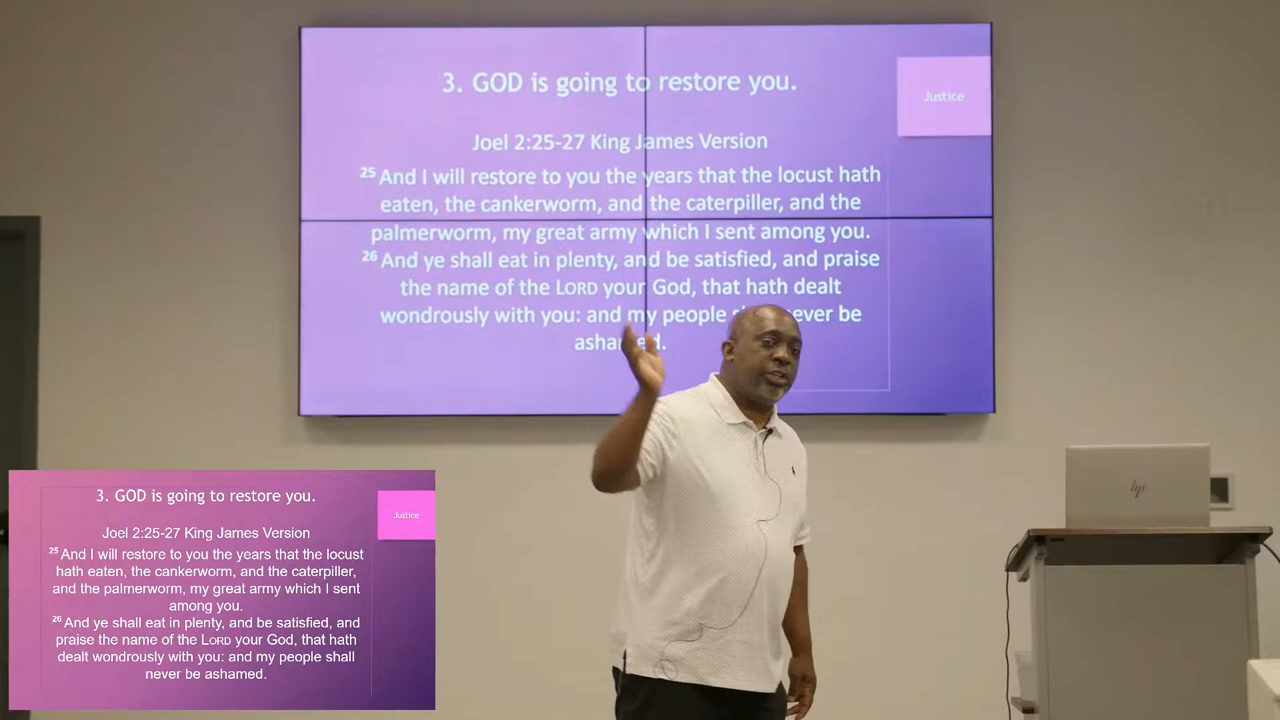 3. GOD is going to restore you.
Justice
Joel 2:25-27 King James Version
25 And I will restore to you the years that the locust hath
eaten, the cankerworm, and the caterpiller, and the
palmerworm, my great army which I sent among you.
26 And ye shall eat in plenty, and be satisfied, and praise
the name of the LORD your God, that hath dealt
wondrously with you: and my people never be
ashamed.
hp
3. GOD is going to restore you.
Justice
Joel 2:25-27 King James Version
25 And I will restore to you the years that the locust
hath eaten, the cankerworm, and the caterpiller,
and the palmerworm, my great army which I sent
among you.
26 And ye shall eat in plenty, and be satisfied, and
praise the name of the LORD your God, that hath
dealt wondrously with you: and my people shall
never be ashamed.